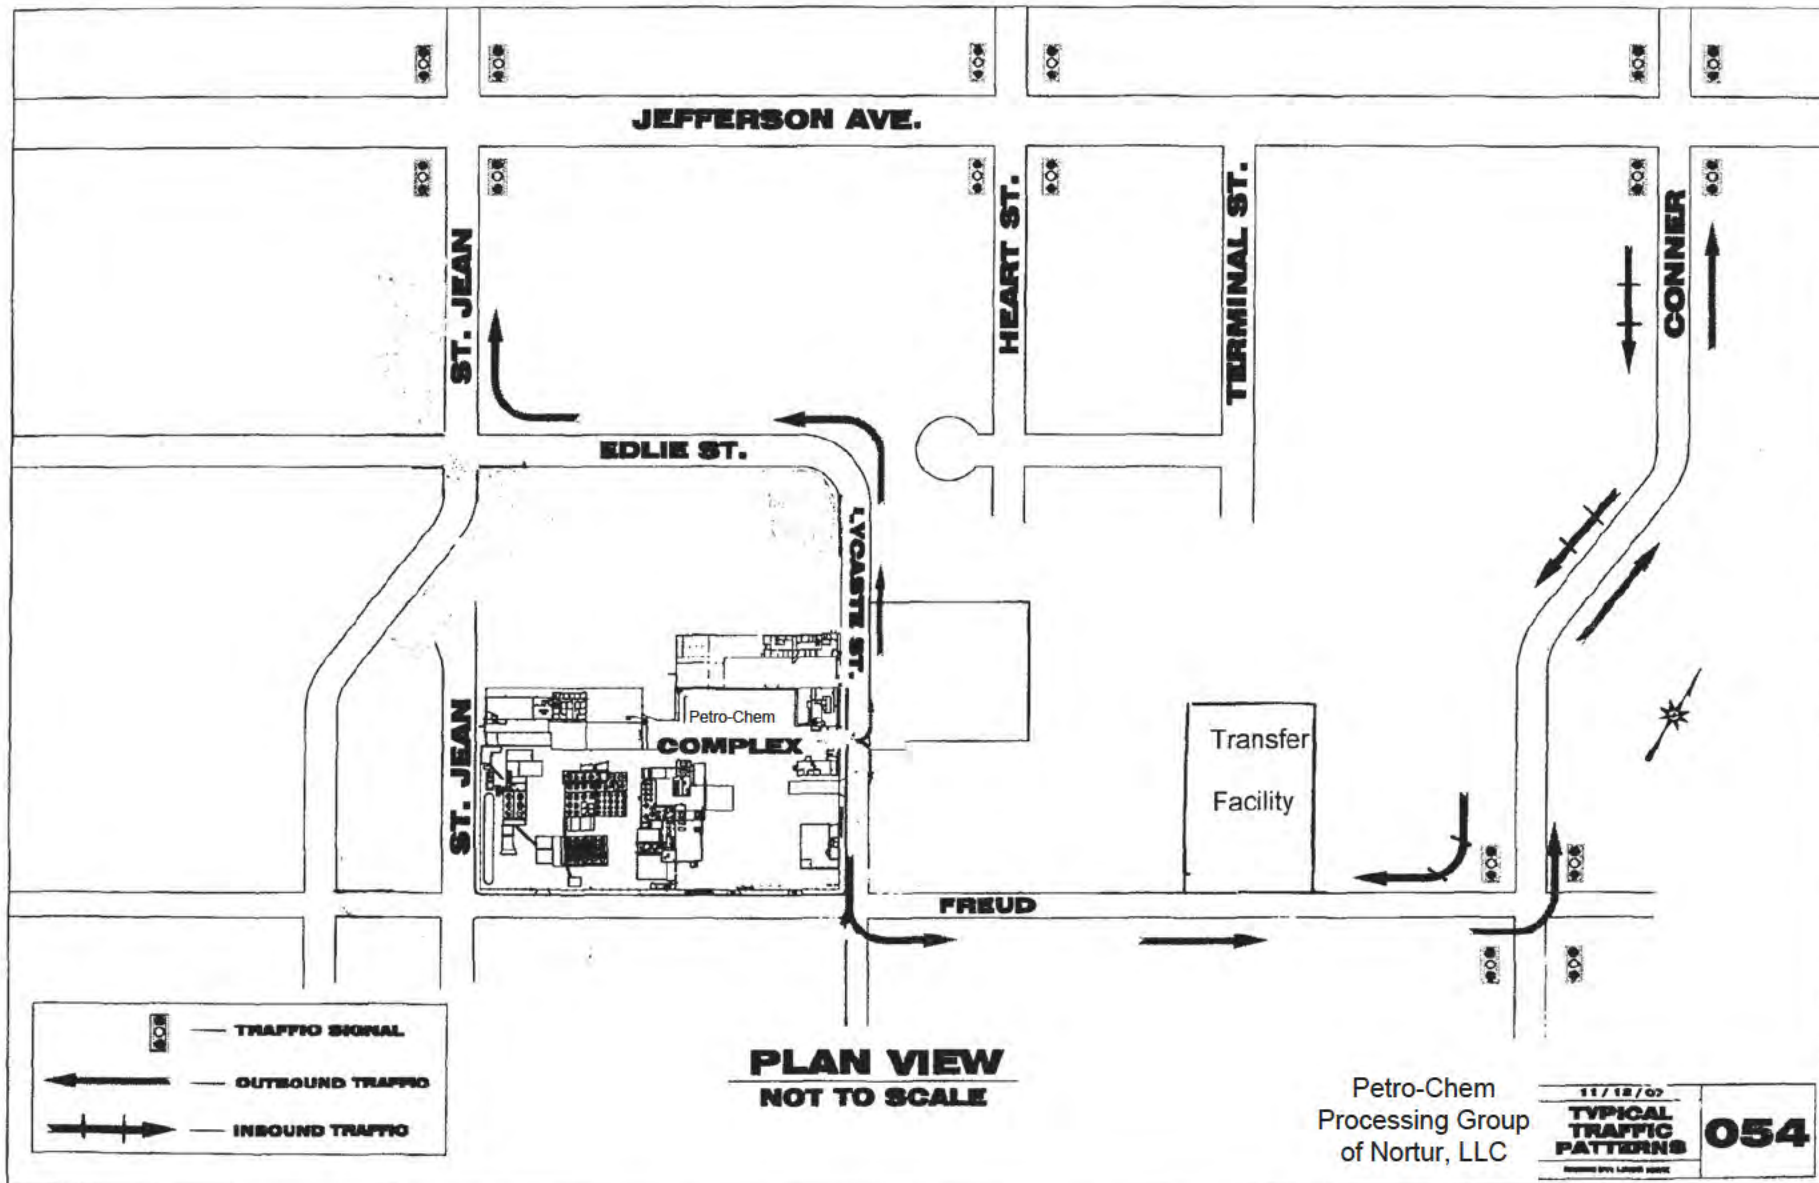 JEFFERSON AVE.
ST. JEAN
HEART ST.
TERMINAL ST.
CONNER
EDLIE ST.
LYCASTE ST.
Petro-Chem
COMPLEX
ST. JEAN
Transfer
Facility
FREUD
TRAFFIC SIGNAL
OUTBOUND TRAFFIC
INBOUND TRAFFIC
PLAN VIEW
NOT TO SCALE
Petro-Chem
Processing Group
of Nortur, LLC
TYPICAL
TRAFFIC
PATTERNS
054